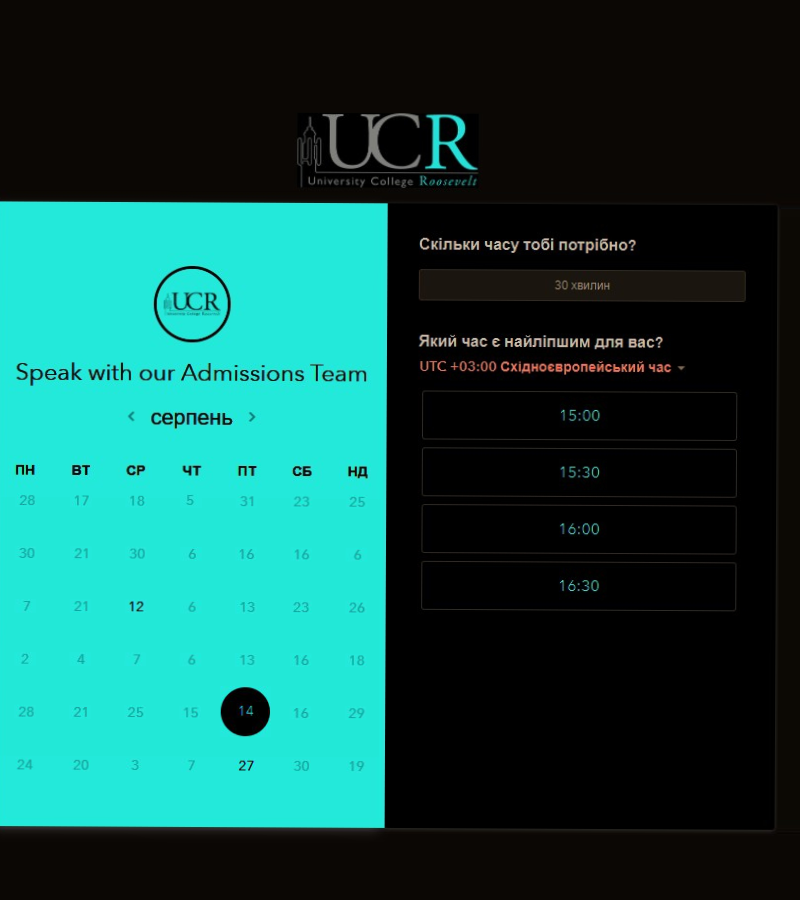 UCR
University College Roosevelt
UCR
University College Roosevelt
Speak with our Admissions Team
серпень
ПН ВТ СР ЧТ ПТ СБ НД
28 17 18 5 31 23 25
30 21 30 6 16 16 6
7 21 12 6 13 23 26
2 4 7 6 13 16 18
28 21 25 15 14 16 29
24 20 3 7 27 30 19
Скільки часу тобі потрібно?
30 хвилин
Який час є найліпшим для вас?
UTC +03:00 Східноєвропейський час
15:00
15:30
16:00
16:30